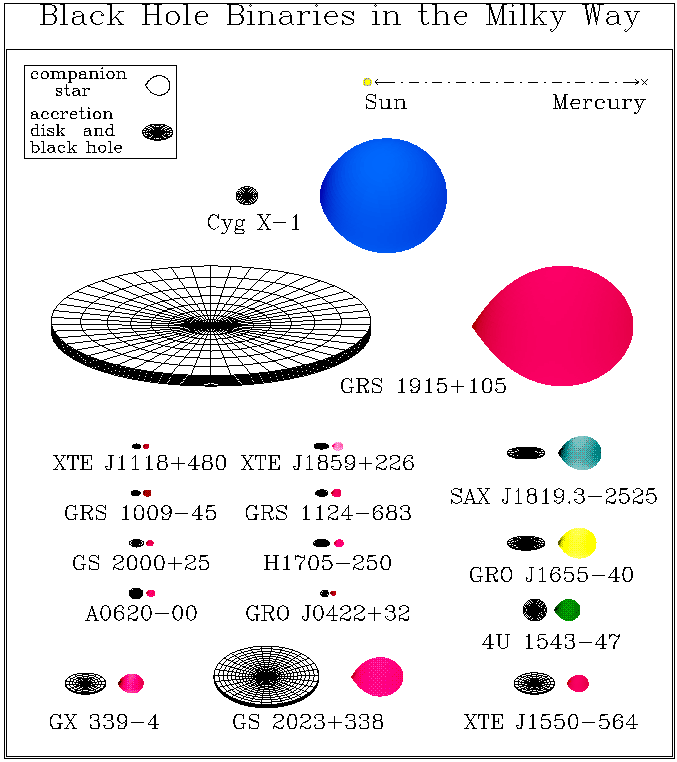 Black Hole Binaries in the Milky Way
companion
star
accretion
disk and
black hole
Sun
Mercury
Cyg X-1
GRS 1915+105
XTE J1118+480
XTE J1859+226
SAX J1819.3-2525
GRS 1009-45
GRS 1124-683
GS 2000+25
H1705-250
GRO J1655-40
A0620-00
GRO J0422+32
4U 1543-47
GX 339-4
GS 2023+338
XTE J1550-564